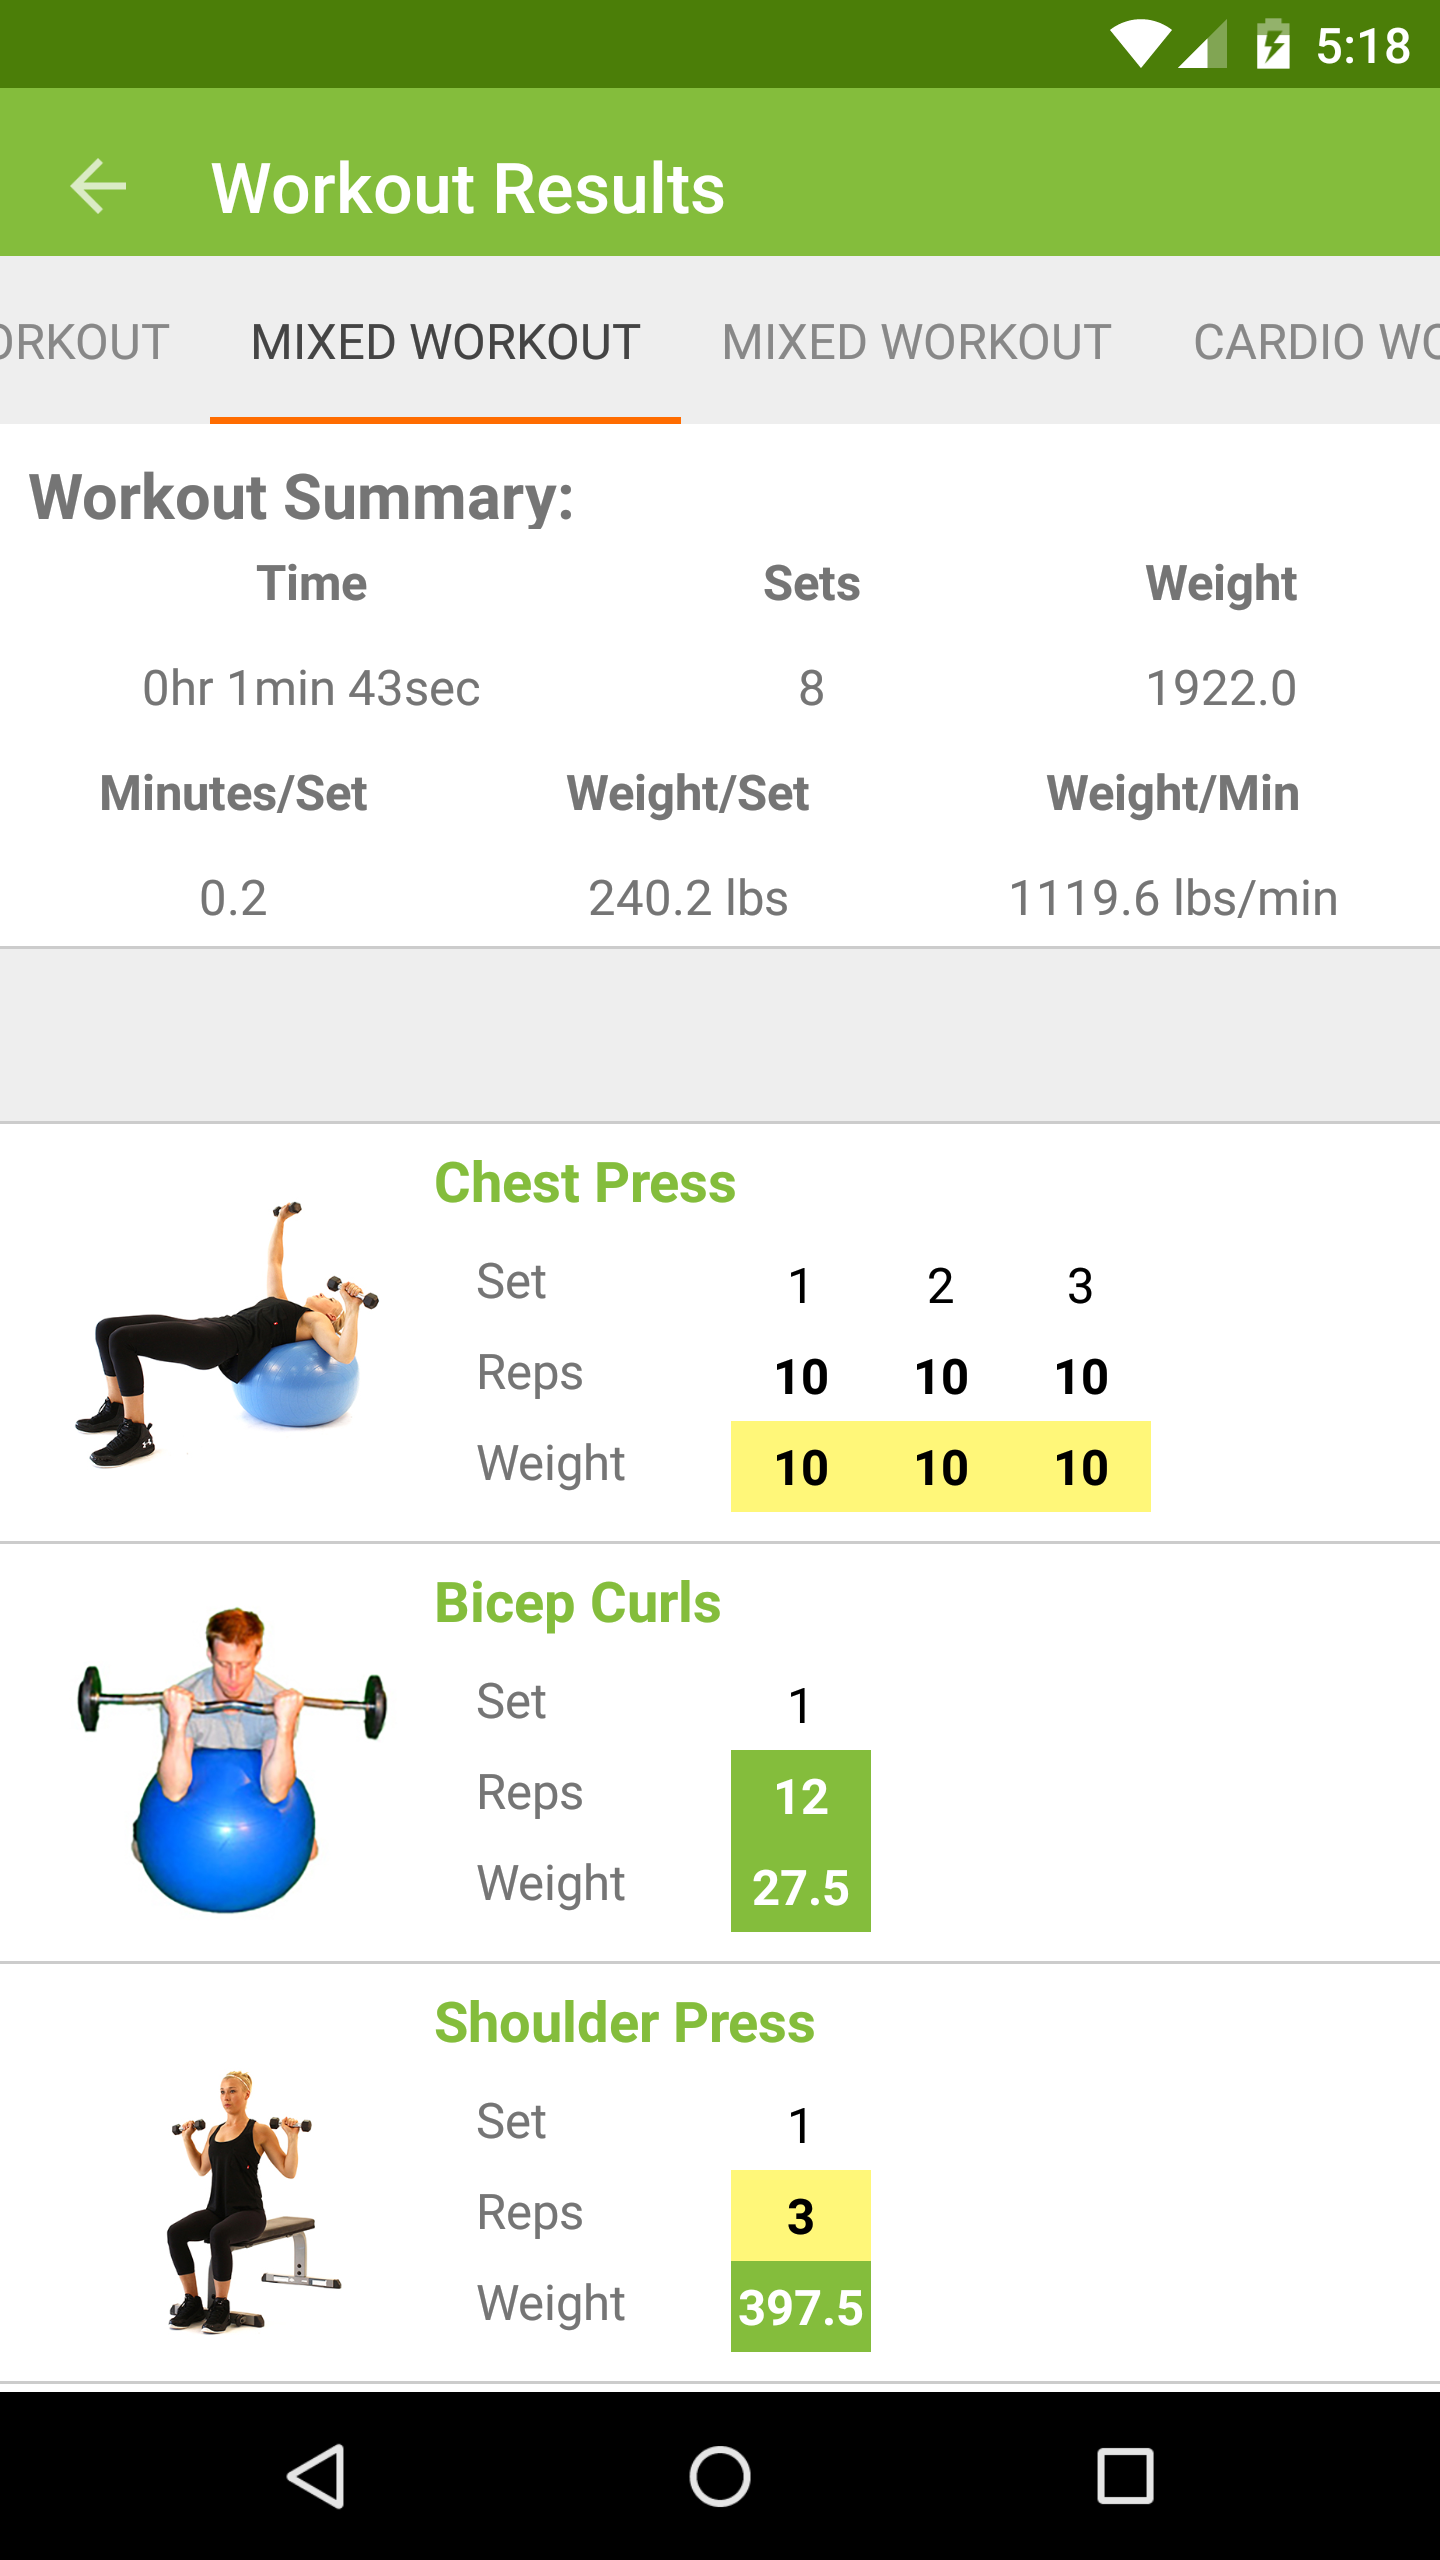 5:18
Workout Results
ORKOUT MIXED WORKOUT MIXED WORKOUT CARDIO WO
Workout Summary:
Time Sets Weight
0hr 1min 43sec 8 1922.0
Minutes/Set Weight/Set Weight/Min
0.2 240.2 lbs 1119.6 lbs/min
Chest Press
Set 1 2 3
Reps 10 10 10
Weight 10 10 10
Bicep Curls
Set 1
Reps 12
Weight 27.5
Shoulder Press
Set 1
Reps 3
Weight 397.5